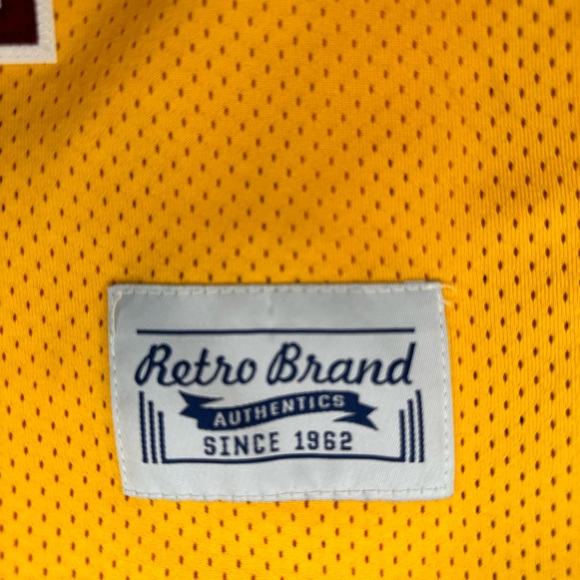 Retro Brand
AUTHENTICS
SINCE 1962